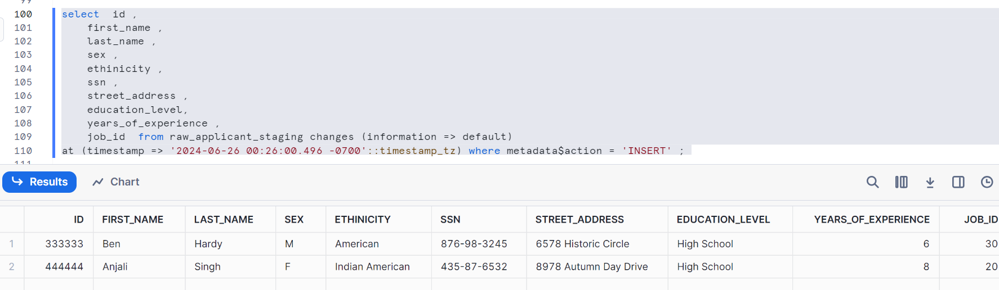 99
100 select  id ,
101     first_name ,
102     last_name ,
103     sex ,
104     ethinicity ,
105     ssn ,
106     street_address ,
107     education_level,
108     years_of_experience ,
109     job_id  from raw_applicant_staging changes (information => default)
110 at (timestamp => '2024-06-26 00:26:00.496 -0700'::timestamp_tz) where metadata$action = 'INSERT' ;
111
Results Chart
ID FIRST_NAME LAST_NAME SEX ETHINICITY SSN STREET_ADDRESS EDUCATION_LEVEL YEARS_OF_EXPERIENCE JOB_ID
1 333333 Ben Hardy M American 876-98-3245 6578 Historic Circle High School 6 30
2 444444 Anjali Singh F Indian American 435-87-6532 8978 Autumn Day Drive High School 8 20